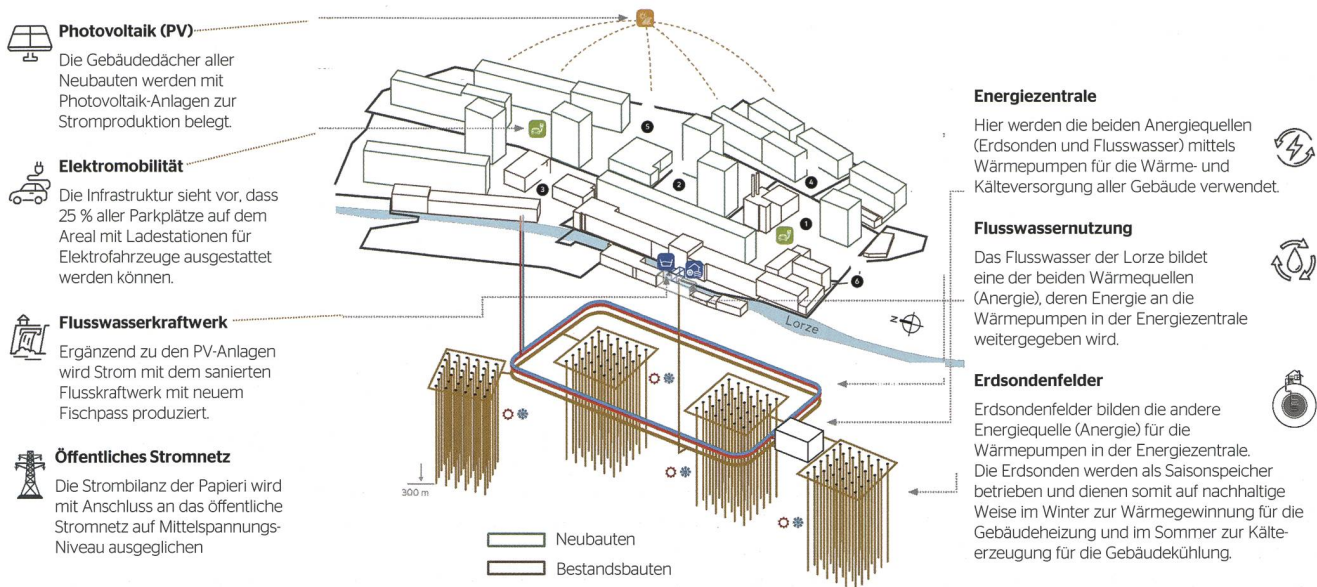 Photovoltaik (PV)
Die Gebäudedächer aller
Neubauten werden mit
Photovoltaik-Anlagen zur
Stromproduktion belegt.
Elektromobilität
Die Infrastruktur sieht vor, dass
25 % aller Parkplätze auf dem
Areal mit Ladestationen für
Elektrofahrzeuge ausgestattet
werden können.
Flusswasserkraftwerk
Ergänzend zu den PV-Anlagen
wird Strom mit dem sanierten
Flusskraftwerk mit neuem
Fischpass produziert.
Öffentliches Stromnetz
Die Strombilanz der Papieri wird
mit Anschluss an das öffentliche
Stromnetz auf Mittelspannungs-
Niveau ausgeglichen
5
3
2
4
1
6
Lorze
N
300 m
Neubauten
Bestandsbauten
Energiezentrale
Hier werden die beiden Anergiequellen
(Erdsonden und Flusswasser) mittels
Wärmepumpen für die Wärme- und
Kälteversorgung aller Gebäude verwendet.
Flusswassernutzung
Das Flusswasser der Lorze bildet
eine der beiden Wärmequellen
(Anergie), deren Energie an die
Wärmepumpen in der Energiezentrale
weitergegeben wird.
Erdsondenfelder
Erdsondenfelder bilden die andere
Energiequelle (Anergie) für die
Wärmepumpen in der Energiezentrale.
Die Erdsonden werden als Saisonspeicher
betrieben und dienen somit auf nachhaltige
Weise im Winter zur Wärmegewinnung für die
Gebäudeheizung und im Sommer zur Kälte-
erzeugung für die Gebäudekühlung.